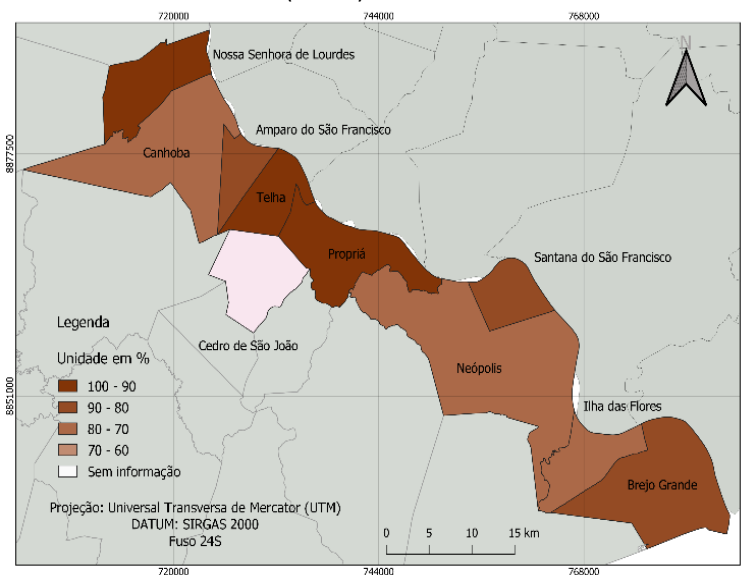 720000
744000
768000
N
Nossa Senhora de Lourdes
Amparo do São Francisco
8877500
8877500
Canhoba
Telha
Propriá
Santana do São Francisco
Legenda
Cedro de São João
Unidade em %
Neópolis
100 - 90
90 - 80
8851000
8851000
Ilha das Flores
80 - 70
70 - 60
Sem informação
Brejo Grande
Projeção: Universal Transversa de Mercator (UTM)
DATUM: SIRGAS 2000
Fuso 24S
0 5 10 15 km
720000
744000
768000